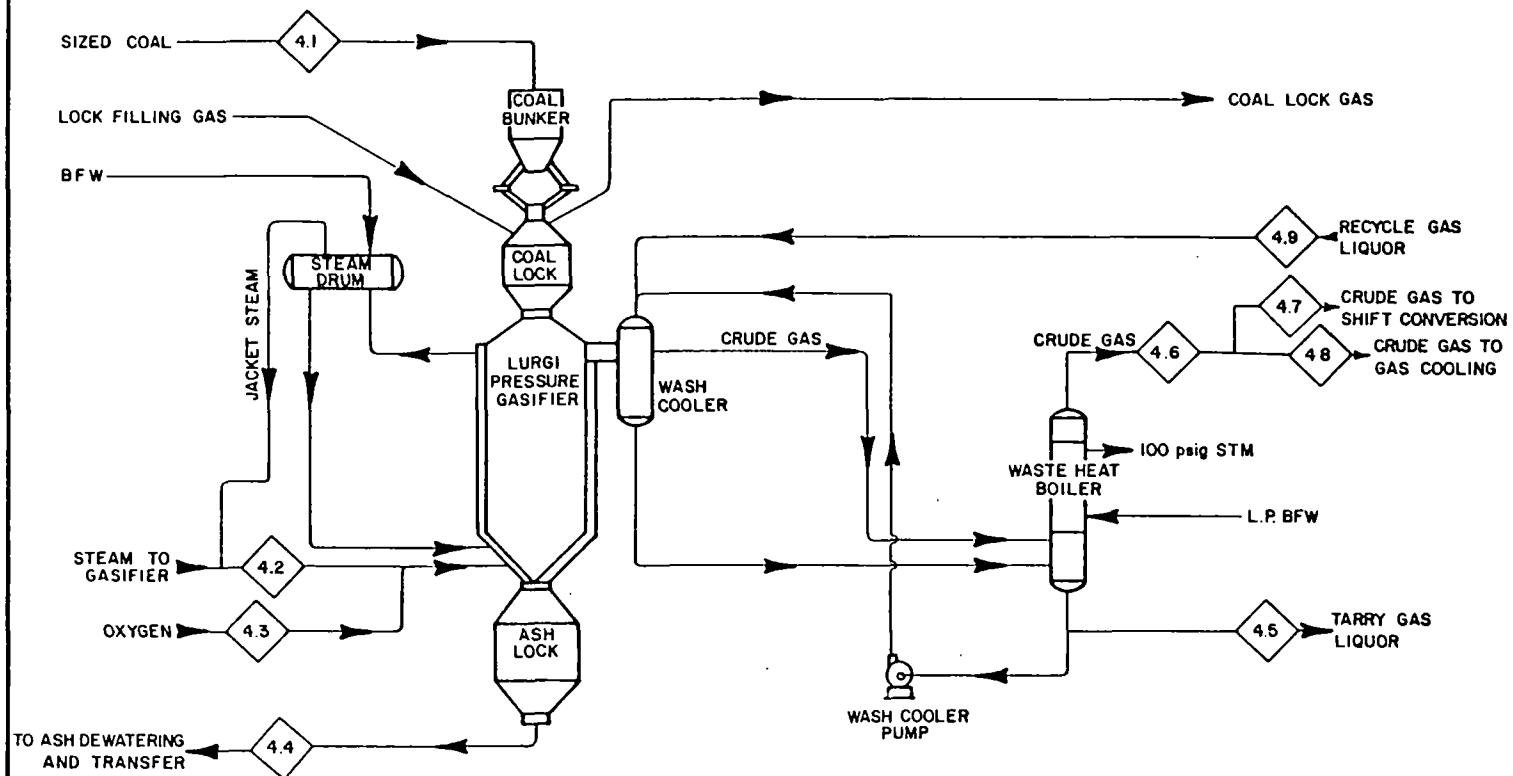 SIZED COAL
4.1
COAL
BUNKER
LOCK FILLING GAS
COAL LOCK GAS
BFW
STEAM
DRUM
COAL
LOCK
4.9
RECYCLE GAS
LIQUOR
JACKET STEAM
LURGI
PRESSURE
GASIFIER
WASH
COOLER
CRUDE GAS
CRUDE GAS
4.6
4.7
CRUDE GAS TO
SHIFT CONVERSION
4.8
CRUDE GAS TO
GAS COOLING
100 psig STM
WASTE HEAT
BOILER
L.P. BFW
STEAM TO
GASIFIER
4.2
OXYGEN
4.3
ASH
LOCK
4.5
TARRY GAS
LIQUOR
WASH COOLER
PUMP
TO ASH DEWATERING
AND TRANSFER
4.4